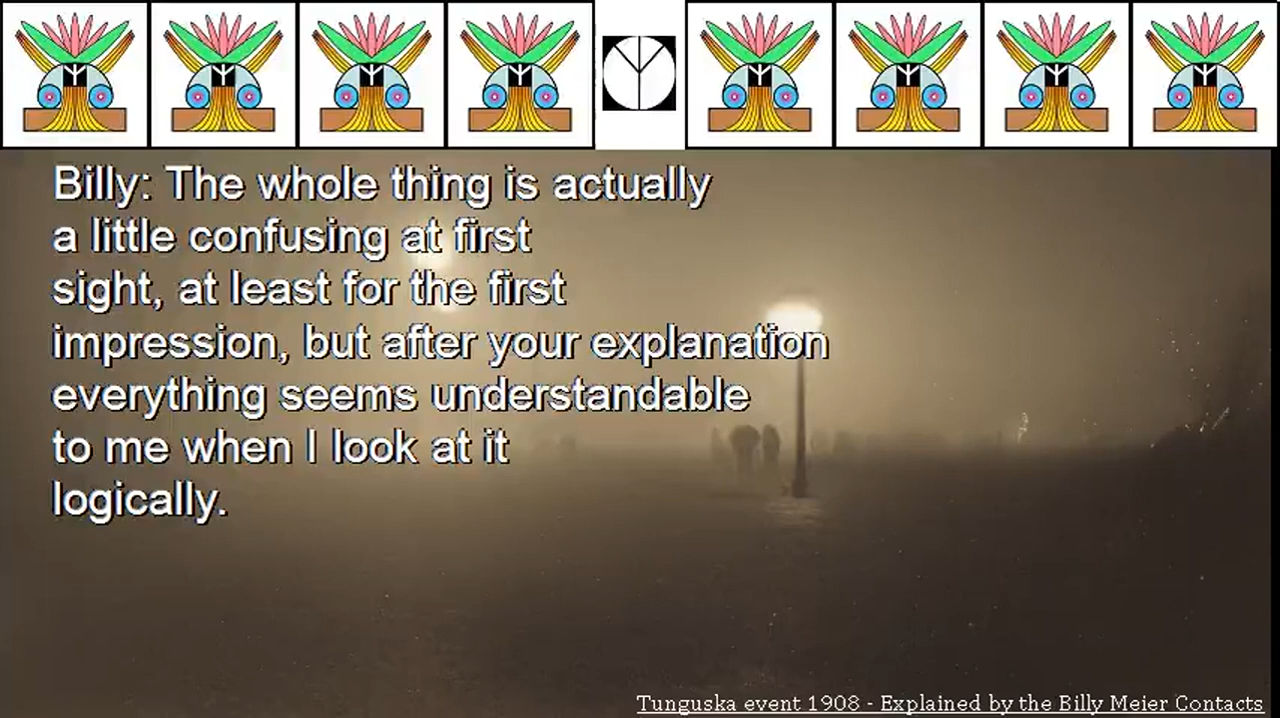 Billy: The whole thing is actually
a little confusing at first
sight, at least for the first
impression, but after your explanation
everything seems understandable
to me when I look at it
logically.
Tunguska event 1908 - Explained by the Billy Meier Contacts